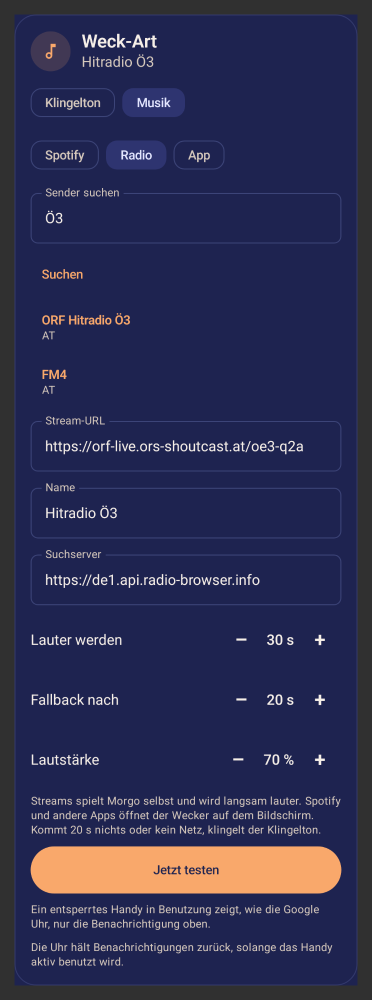 Weck-Art
Hitradio Ö3
Klingelton
Musik
Spotify
Radio
App
Sender suchen
Ö3
Suchen
ORF Hitradio Ö3
AT
FM4
AT
Stream-URL
https://orf-live.ors-shoutcast.at/oe3-q2a
Name
Hitradio Ö3
Suchserver
https://de1.api.radio-browser.info
Lauter werden − 30 s +
Fallback nach − 20 s +
Lautstärke − 70 % +
Streams spielt Morgo selbst und wird langsam lauter. Spotify
und andere Apps öffnet der Wecker auf dem Bildschirm.
Kommt 20 s nichts oder kein Netz, klingelt der Klingelton.
Jetzt testen
Ein entsperrtes Handy in Benutzung zeigt, wie die Google
Uhr, nur die Benachrichtigung oben.
Die Uhr hält Benachrichtigungen zurück, solange das Handy
aktiv benutzt wird.